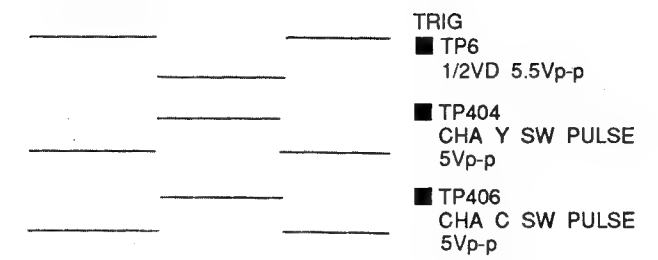 TRIG
■ TP6
1/2VD 5.5Vp-p
■ TP404
CHA Y SW PULSE
5Vp-p
■ TP406
CHA C SW PULSE
5Vp-p